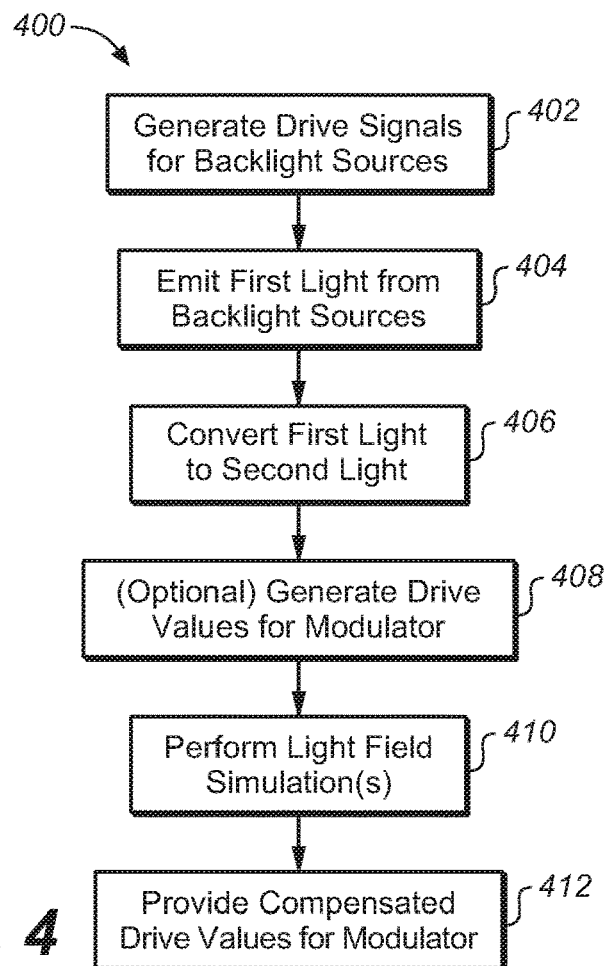 400
Generate Drive Signals
for Backlight Sources
402
Emit First Light from
Backlight Sources
404
Convert First Light
to Second Light
406
(Optional) Generate Drive
Values for Modulator
408
Perform Light Field
Simulation(s)
410
Provide Compensated
Drive Values for Modulator
412
4